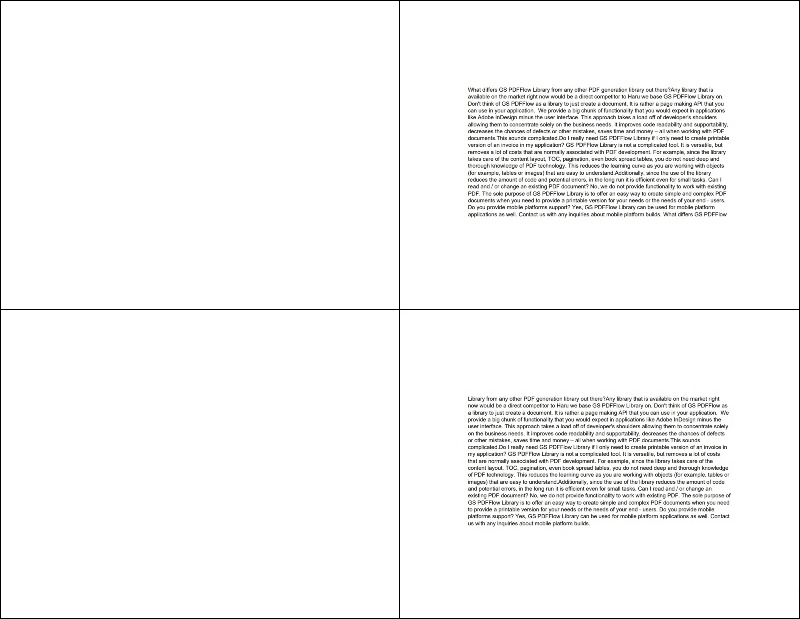 What differs GS PDFFlow Library from any other PDF generation library out there?Any library that is
available on the market right now would be a direct competitor to Haru we base GS PDFFlow Library on.
Don't think of GS PDFFlow as a library to just create a document. It is rather a page making API that you
can use in your application.  We provide a big chunk of functionality that you would expect in applications
like Adobe InDesign minus the user interface. This approach takes a load off of developer's shoulders
allowing them to concentrate solely on the business needs. It improves code readability and supportability,
decreases the chances of defects or other mistakes, saves time and money – all when working with PDF
documents.This sounds complicated.Do I really need GS PDFFlow Library if I only need to create printable
version of an invoice in my application? GS PDFFlow Library is not a complicated tool. It is versatile, but
removes a lot of costs that are normally associated with PDF development. For example, since the library
takes care of the content layout, TOC, pagination, even book spread tables, you do not need deep and
thorough knowledge of PDF technology. This reduces the learning curve as you are working with objects
(for example, tables or images) that are easy to understand.Additionally, since the use of the library
reduces the amount of code and potential errors, in the long run it is efficient even for small tasks. Can I
read and / or change an existing PDF document? No, we do not provide functionality to work with existing
PDF. The sole purpose of GS PDFFlow Library is to offer an easy way to create simple and complex PDF
documents when you need to provide a printable version for your needs or the needs of your end - users.
Do you provide mobile platforms support? Yes, GS PDFFlow Library can be used for mobile platform
applications as well. Contact us with any inquiries about mobile platform builds. What differs GS PDFFlow
Library from any other PDF generation library out there?Any library that is available on the market right
now would be a direct competitor to Haru we base GS PDFFlow Library on. Don't think of GS PDFFlow as
a library to just create a document. It is rather a page making API that you can use in your application.  We
provide a big chunk of functionality that you would expect in applications like Adobe InDesign minus the
user interface. This approach takes a load off of developer's shoulders allowing them to concentrate solely
on the business needs. It improves code readability and supportability, decreases the chances of defects
or other mistakes, saves time and money – all when working with PDF documents.This sounds
complicated.Do I really need GS PDFFlow Library if I only need to create printable version of an invoice in
my application? GS PDFFlow Library is not a complicated tool. It is versatile, but removes a lot of costs
that are normally associated with PDF development. For example, since the library takes care of the
content layout, TOC, pagination, even book spread tables, you do not need deep and thorough knowledge
of PDF technology. This reduces the learning curve as you are working with objects (for example, tables or
images) that are easy to understand.Additionally, since the use of the library reduces the amount of code
and potential errors, in the long run it is efficient even for small tasks. Can I read and / or change an
existing PDF document? No, we do not provide functionality to work with existing PDF. The sole purpose of
GS PDFFlow Library is to offer an easy way to create simple and complex PDF documents when you need
to provide a printable version for your needs or the needs of your end - users. Do you provide mobile
platforms support? Yes, GS PDFFlow Library can be used for mobile platform applications as well. Contact
us with any inquiries about mobile platform builds.